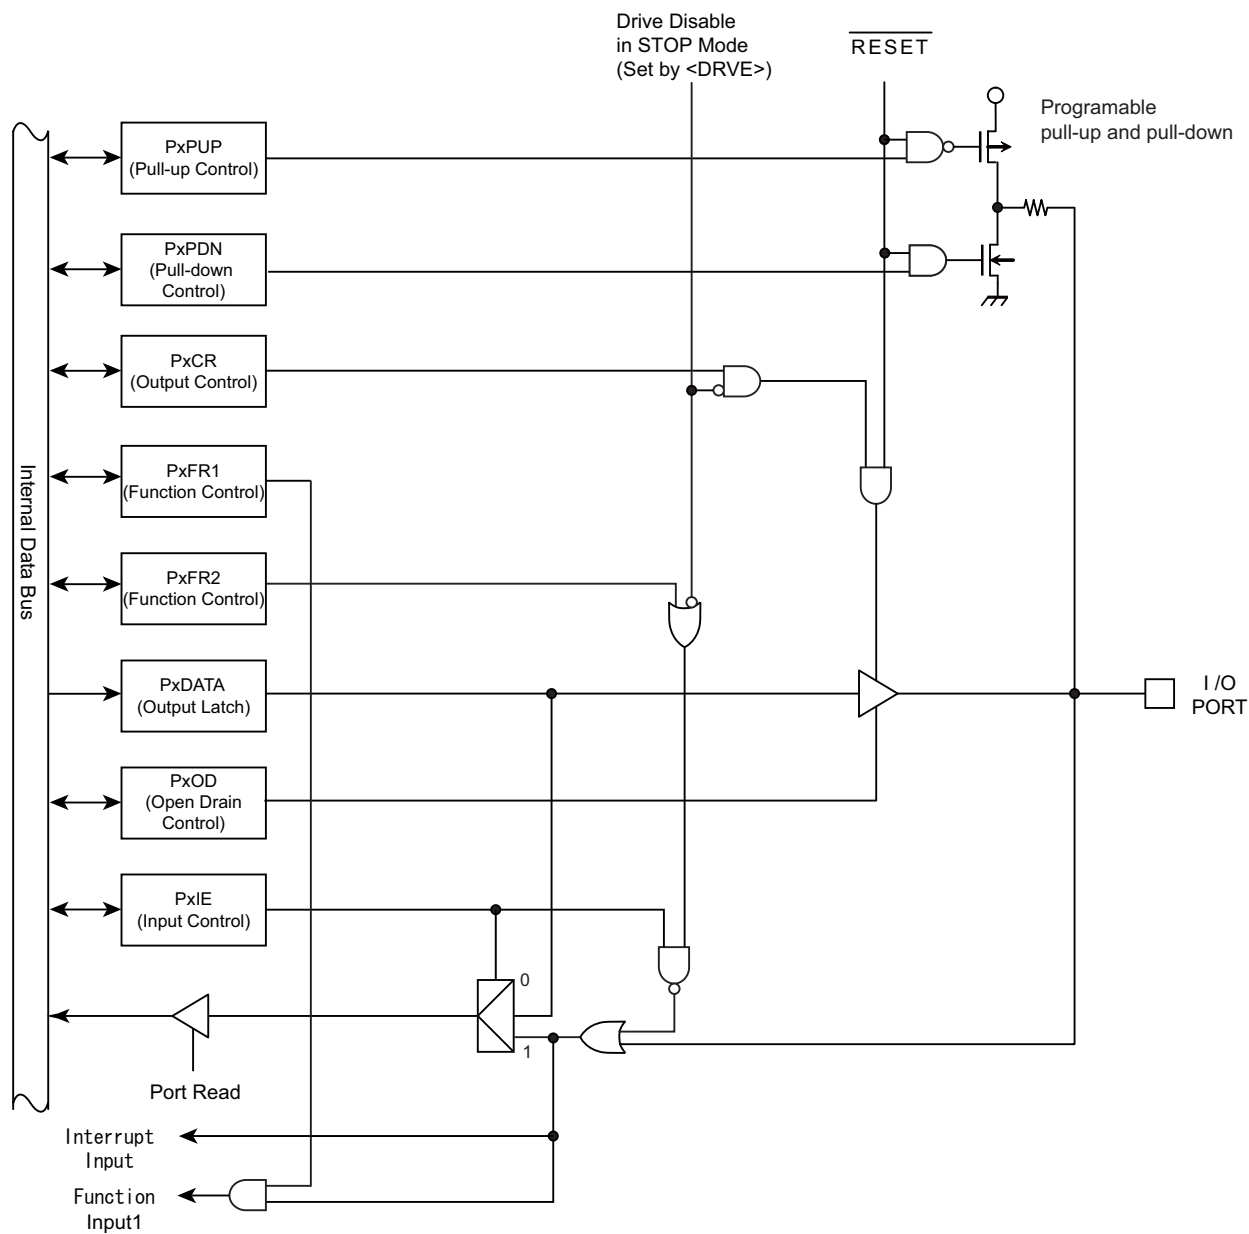 Drive Disable
in STOP Mode
(Set by <DRVE>)
RESET
Programable
pull-up and pull-down
PxPUP
(Pull-up Control)
PxPDN
(Pull-down
Control)
PxCR
(Output Control)
PxFR1
(Function Control)
Internal Data Bus
PxFR2
(Function Control)
PxDATA
(Output Latch)
I /O
PORT
PxOD
(Open Drain
Control)
PxIE
(Input Control)
0
1
Port Read
Interrupt
Input
Function
Input1